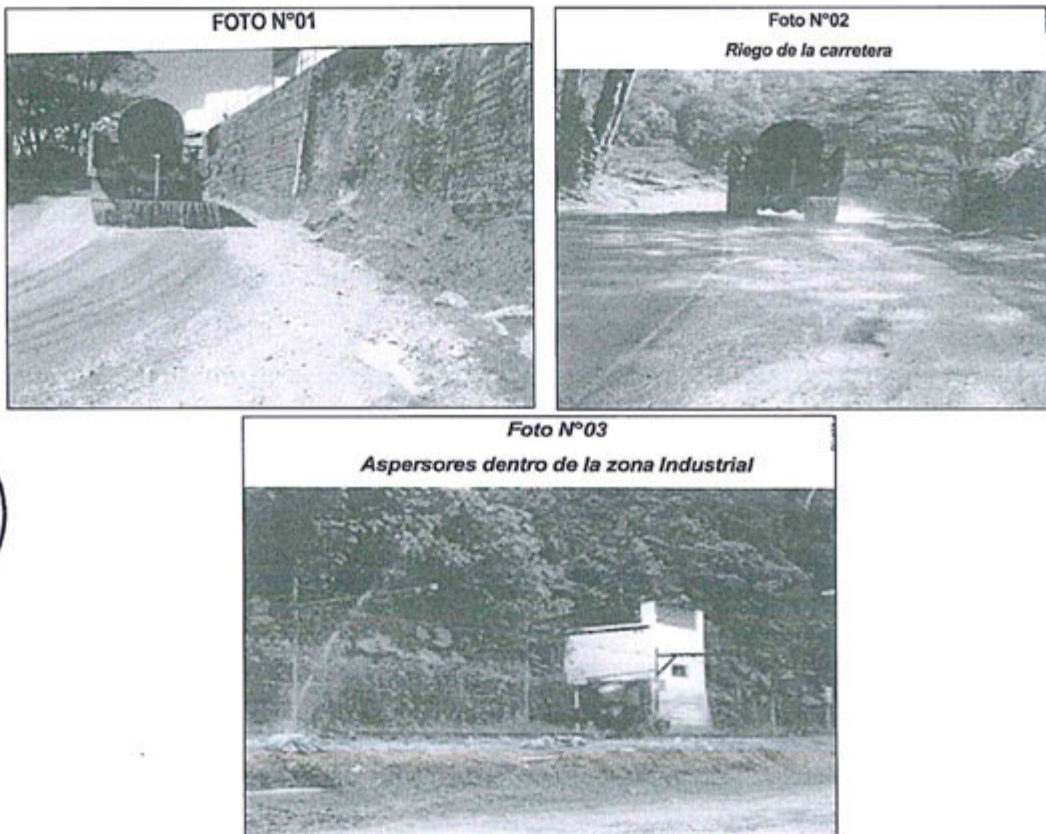 FOTO N°01
Foto N°02
Riego de la carretera
Foto N°03
Aspersores dentro de la zona Industrial